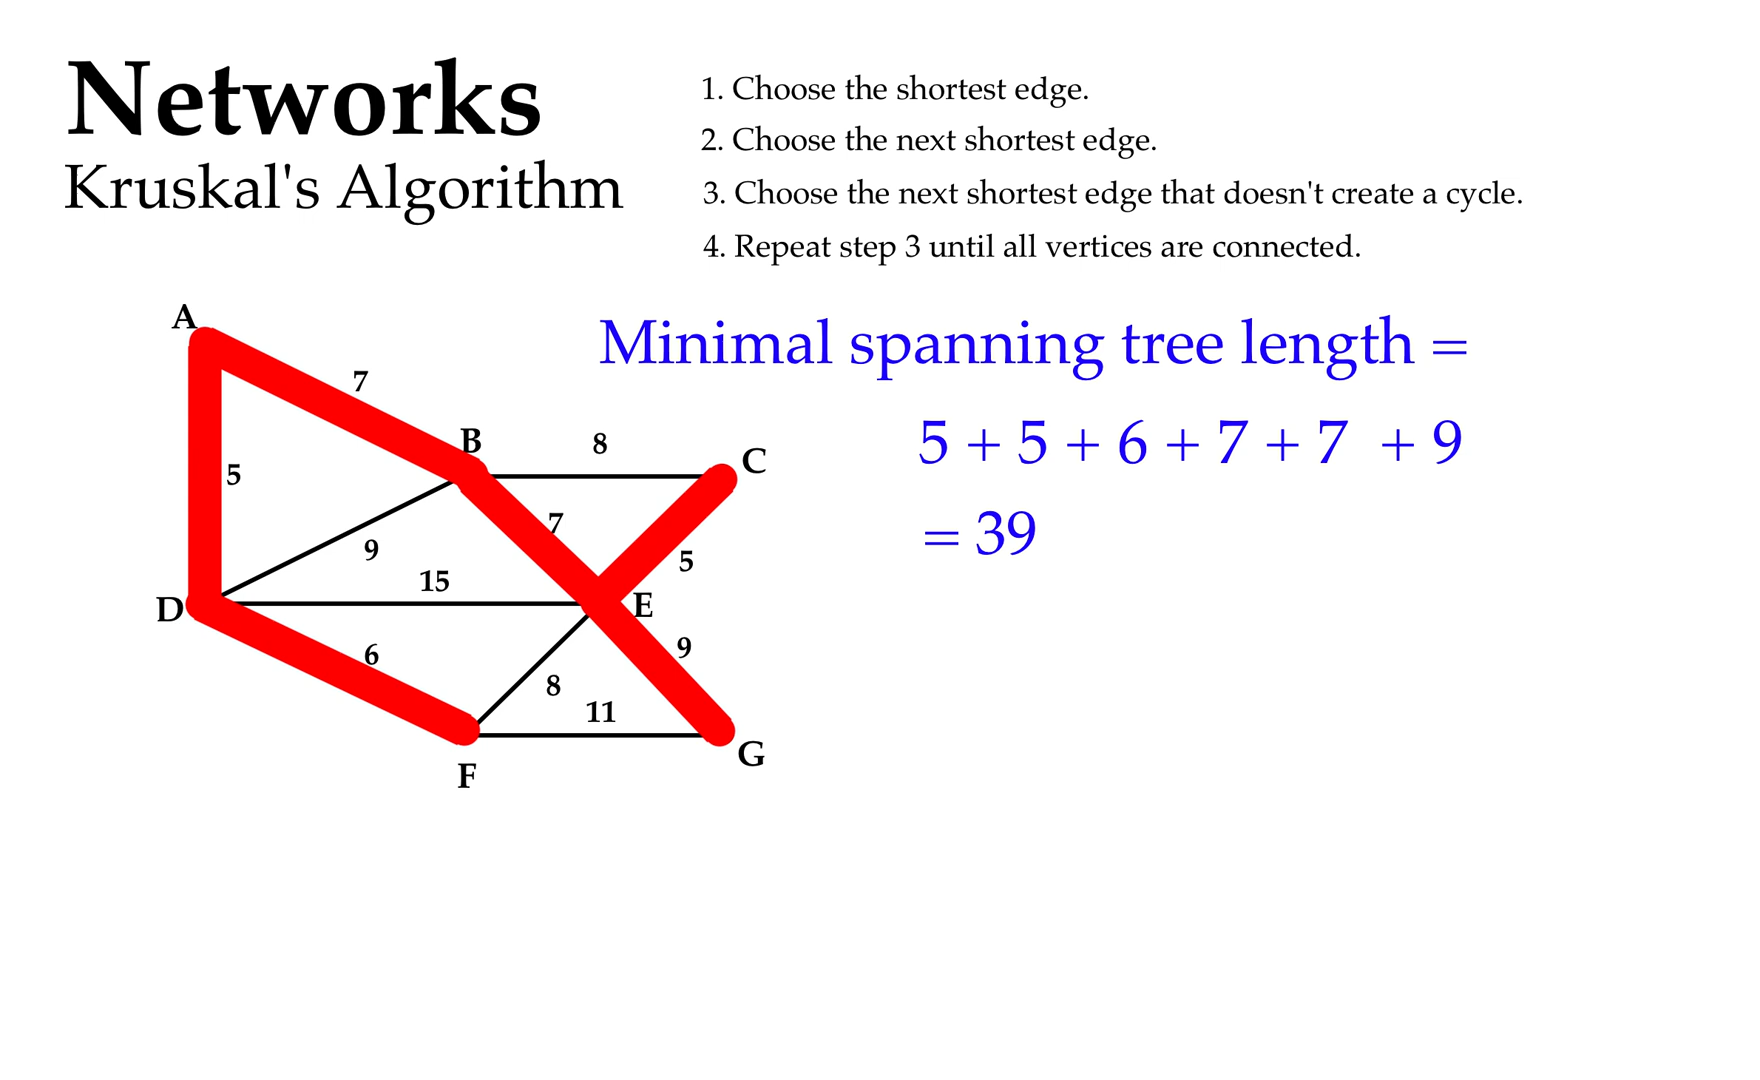 Networks
Kruskal's Algorithm
1. Choose the shortest edge.
2. Choose the next shortest edge.
3. Choose the next shortest edge that doesn't create a cycle.
4. Repeat step 3 until all vertices are connected.
Minimal spanning tree length =
5 + 5 + 6 + 7 + 7 + 9
= 39
A
7
B
8
C
5
7
9
5
15
D
E
6
9
8
11
G
F